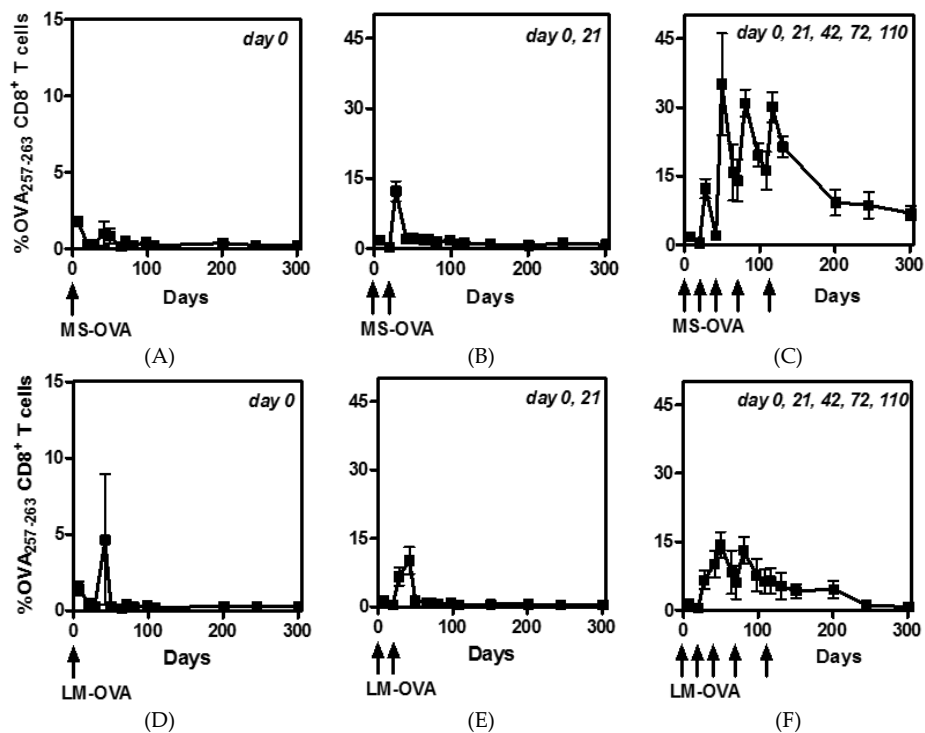 %OVA257-263 CD8+ T cells
15
10
5
0
day 0
0 100 200 300
Days
MS-OVA
(A)
45
30
15
0
day 0, 21
0 100 200 300
Days
MS-OVA
(B)
45
30
15
0
day 0, 21, 42, 72, 110
0 100 200 300
Days
MS-OVA
(C)
%OVA257-263 CD8+ T cells
15
10
5
0
day 0
0 100 200 300
Days
LM-OVA
(D)
45
30
15
0
day 0, 21
0 100 200 300
Days
LM-OVA
(E)
45
30
15
0
day 0, 21, 42, 72, 110
0 100 200 300
Days
LM-OVA
(F)